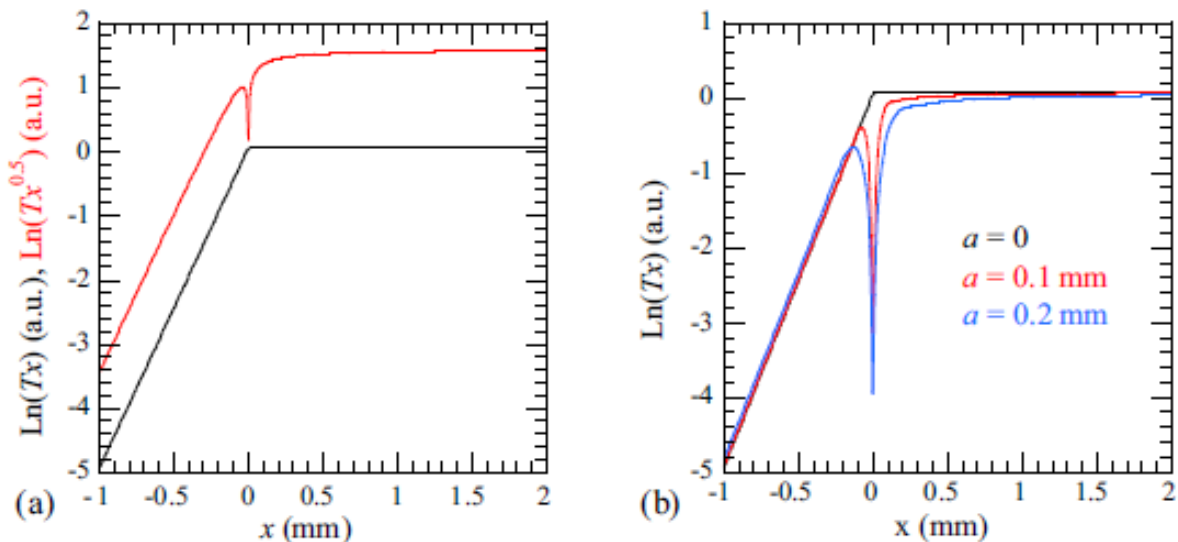 2
1
0
-1
-2
-3
-4
-5
-1 -0.5 0 0.5 1 1.5 2
Ln(Tx) (a.u.), Ln(Tx^0.5) (a.u.)
(a)
x (mm)
1
0
-1
-2
-3
-4
-5
-1 -0.5 0 0.5 1 1.5 2
Ln(Tx) (a.u.)
a = 0
a = 0.1 mm
a = 0.2 mm
(b)
x (mm)